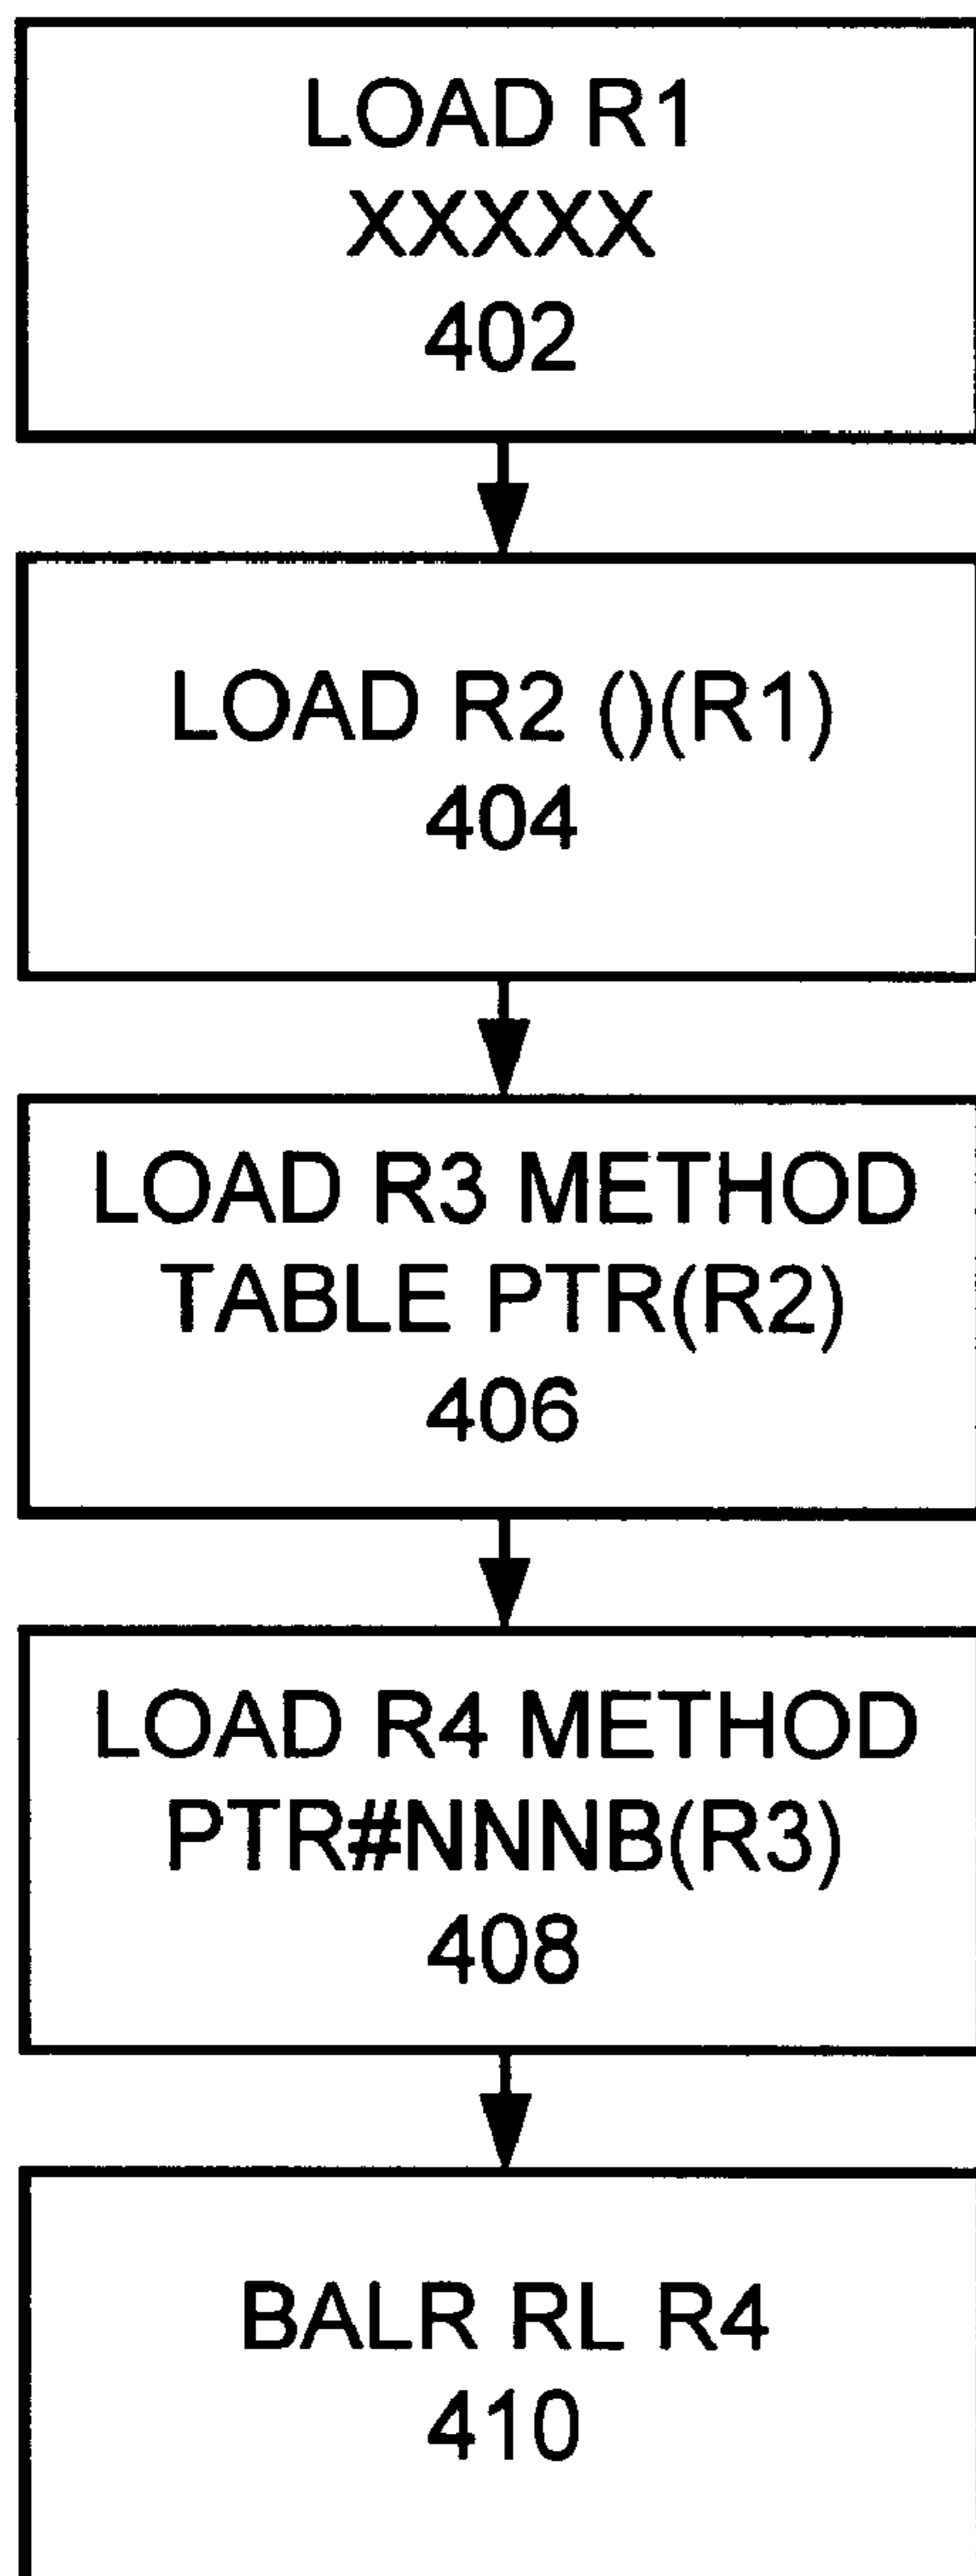 LOAD R1
XXXXX
402
LOAD R2 ()(R1)
404
LOAD R3 METHOD
TABLE PTR(R2)
406
LOAD R4 METHOD
PTR#NNNB(R3)
408
BALR RL R4
410